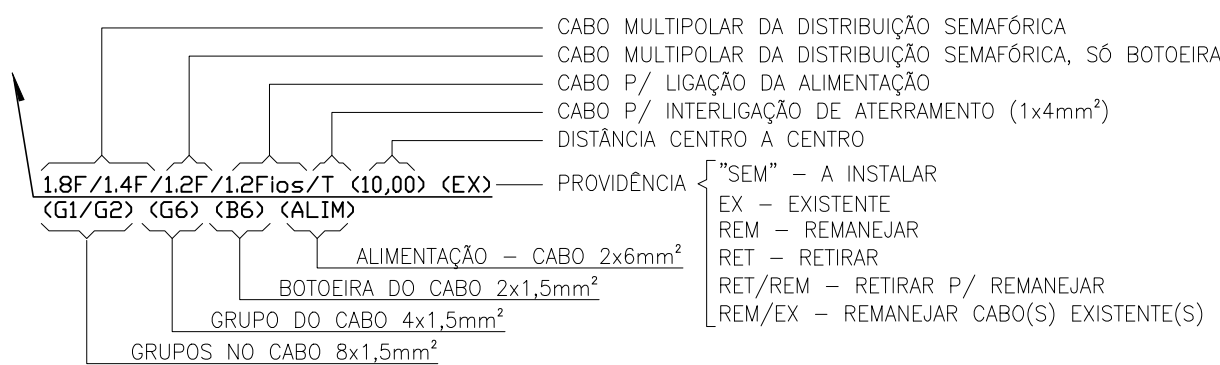 CABO MULTIPOLAR DA DISTRIBUIÇÃO SEMAFÓRICA
CABO MULTIPOLAR DA DISTRIBUIÇÃO SEMAFÓRICA, SÓ BOTOEIRA
CABO P/ LIGAÇÃO DA ALIMENTAÇÃO
CABO P/ INTERLIGAÇÃO DE ATERRAMENTO (1x4mm²)
DISTÂNCIA CENTRO A CENTRO
1.8F/1.4F/1.2F/1.2Fios/T (10,00) (EX)
PROVIDÊNCIA
(G1/G2) (G6) (B6) (ALIM)
"SEM" – A INSTALAR
EX – EXISTENTE
REM – REMANEJAR
RET – RETIRAR
RET/REM – RETIRAR P/ REMANEJAR
REM/EX – REMANEJAR CABO(S) EXISTENTE(S)
ALIMENTAÇÃO – CABO 2x6mm²
BOTOEIRA DO CABO 2x1,5mm²
GRUPO DO CABO 4x1,5mm²
GRUPOS NO CABO 8x1,5mm²